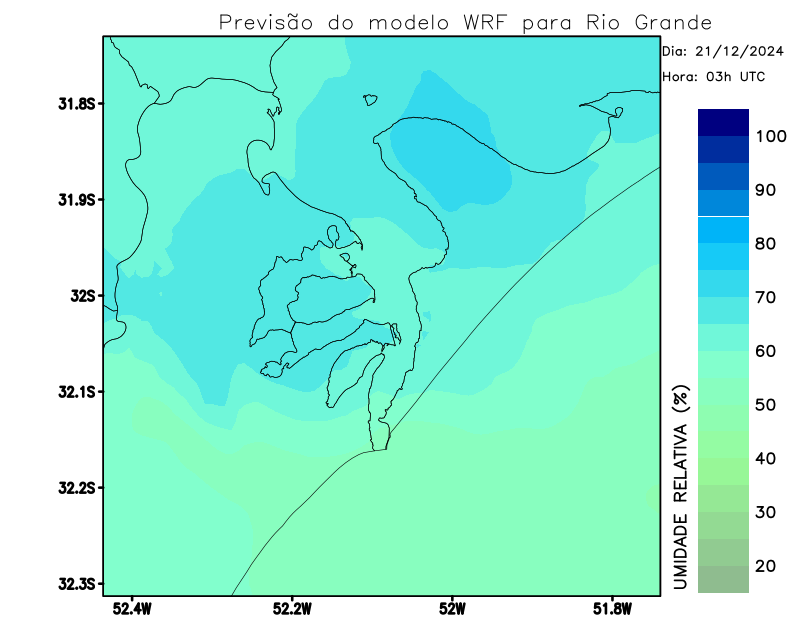 Previsão do modelo WRF para Rio Grande
Dia: 21/12/2024
Hora: 03h UTC
31.8S
31.9S
32S
32.1S
32.2S
32.3S
52.4W 52.2W 52W 51.8W
100
90
80
70
60
50
40
30
20
UMIDADE RELATIVA (%)